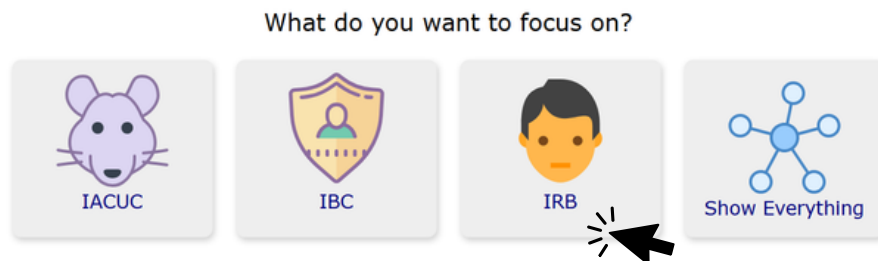 What do you want to focus on?
IACUC
IBC
IRB
Show Everything